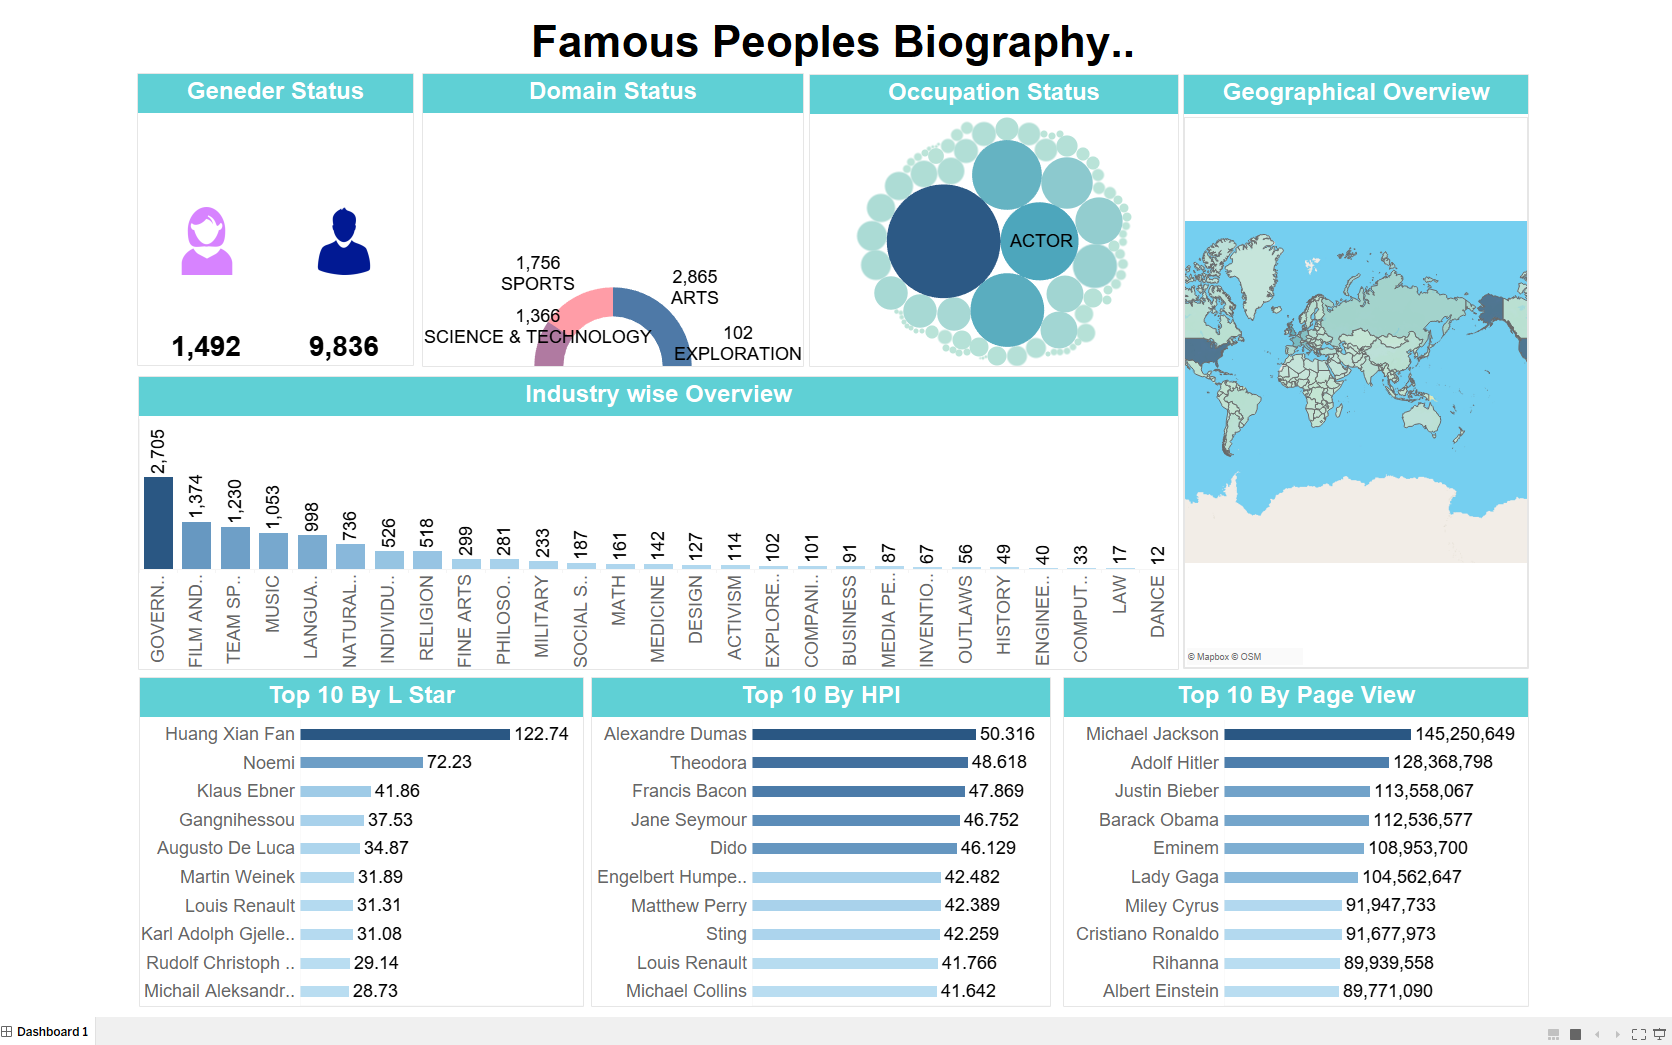 Famous Peoples Biography..
Geneder Status
1,492
9,836
Domain Status
1,756
SPORTS
2,865
ARTS
1,366
SCIENCE & TECHNOLOGY
102
EXPLORATION
Occupation Status
ACTOR
Geographical Overview
© Mapbox © OSM
Industry wise Overview
2,705
1,374
1,230
1,053
998
736
526
518
299
281
233
187
161
142
127
114
102
101
91
87
67
56
49
40
33
17
12
GOVERN..
FILM AND..
TEAM SP..
MUSIC
LANGUA..
NATURAL..
INDIVIDU..
RELIGION
FINE ARTS
PHILOSO..
MILITARY
SOCIAL S..
MATH
MEDICINE
DESIGN
ACTIVISM
EXPLORE..
COMPANI..
BUSINESS
MEDIA PE..
INVENTIO..
OUTLAWS
HISTORY
ENGINEE..
COMPUT..
LAW
DANCE
Top 10 By L Star
Huang Xian Fan 122.74
Noemi 72.23
Klaus Ebner 41.86
Gangnihessou 37.53
Augusto De Luca 34.87
Martin Weinek 31.89
Louis Renault 31.31
Karl Adolph Gjelle.. 31.08
Rudolf Christoph .. 29.14
Michail Aleksandr.. 28.73
Top 10 By HPI
Alexandre Dumas 50.316
Theodora 48.618
Francis Bacon 47.869
Jane Seymour 46.752
Dido 46.129
Engelbert Humpe.. 42.482
Matthew Perry 42.389
Sting 42.259
Louis Renault 41.766
Michael Collins 41.642
Top 10 By Page View
Michael Jackson 145,250,649
Adolf Hitler 128,368,798
Justin Bieber 113,558,067
Barack Obama 112,536,577
Eminem 108,953,700
Lady Gaga 104,562,647
Miley Cyrus 91,947,733
Cristiano Ronaldo 91,677,973
Rihanna 89,939,558
Albert Einstein 89,771,090
Dashboard 1